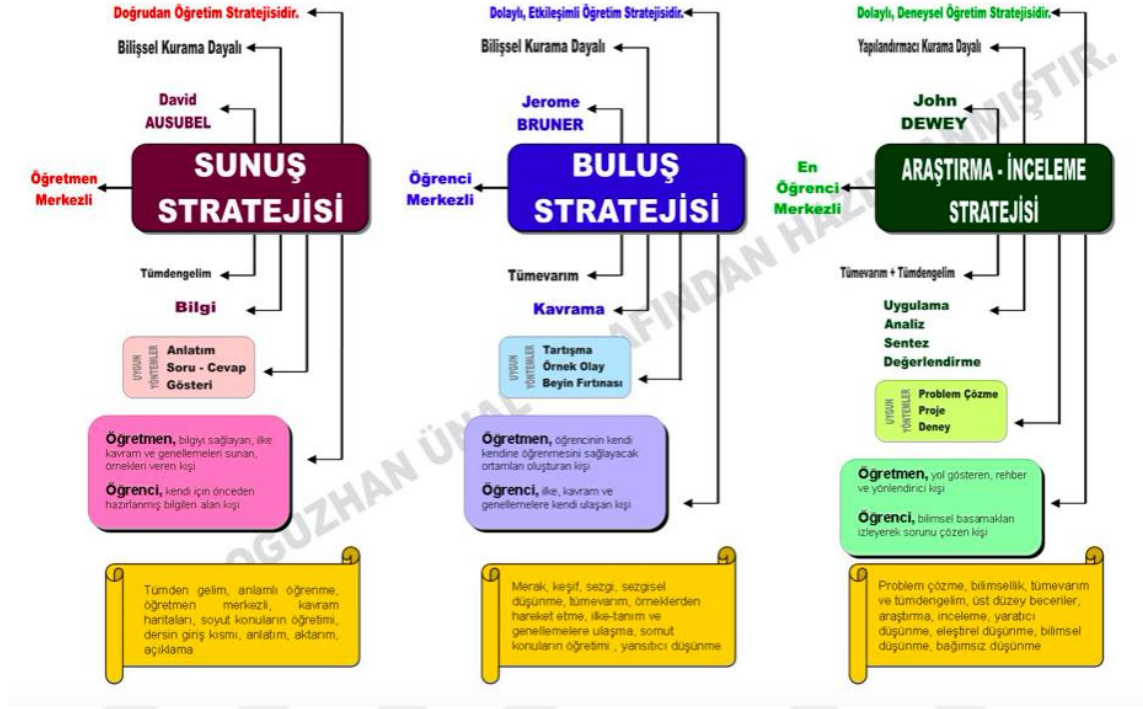 Doğrudan Öğretim Stratejisidir.
Bilişsel Kurama Dayalı
David
AUSUBEL
Öğretmen
Merkezli
SUNUŞ
STRATEJİSİ
Tümdengelim
Bilgi
UYGUN
YÖNTEMLER
Anlatım
Soru - Cevap
Gösteri
Öğretmen, bilgiyi sağlayan, ilke
kavram ve genellemeleri sunan,
örnekleri veren kişi
Öğrenci, kendi için önceden
hazırlanmış bilgileri alan kişi
Tümden gelim, anlamlı öğrenme,
öğretmen merkezli, kavram
haritaları, soyut konuların öğretimi,
dersin giriş kısmı, anlatım, aktarım,
açıklama
Dolaylı, Etkileşimli Öğretim Stratejisidir.
Bilişsel Kurama Dayalı
Jerome
BRUNER
Öğrenci
Merkezli
BULUŞ
STRATEJİSİ
Tümevarım
Kavrama
UYGUN
YÖNTEMLER
Tartışma
Örnek Olay
Beyin Fırtınası
Öğretmen, öğrencinin kendi
kendine öğrenmesini sağlayacak
ortamları oluşturan kişi
Öğrenci, ilke, kavram ve
genellemelere kendi ulaşan kişi
Merak, keşif, sezgi, sezgisel
düşünme, tümevarım, örneklerden
hareket etme, ilke-tanım ve
genellemelere ulaşma, somut
konuların öğretimi , yansıtıcı düşünme
Dolaylı, Deneysel Öğretim Stratejisidir.
Yapılandırmacı Kurama Dayalı
John
DEWEY
En
Öğrenci
Merkezli
ARAŞTIRMA - İNCELEME
STRATEJİSİ
Tümevarım + Tümdengelim
Uygulama
Analiz
Sentez
Değerlendirme
UYGUN
YÖNTEMLER
Problem Çözme
Proje
Deney
Öğretmen, yol gösteren, rehber
ve yönlendirici kişi
Öğrenci, bilimsel basamakları
izleyerek sorunu çözen kişi
Problem çözme, bilimsellik, tümevarım
ve tümdengelim, üst düzey beceriler,
araştırma, inceleme, yaratıcı
düşünme, eleştirel düşünme, bilimsel
düşünme, bağımsız düşünme
OĞUZHAN ÜNAL